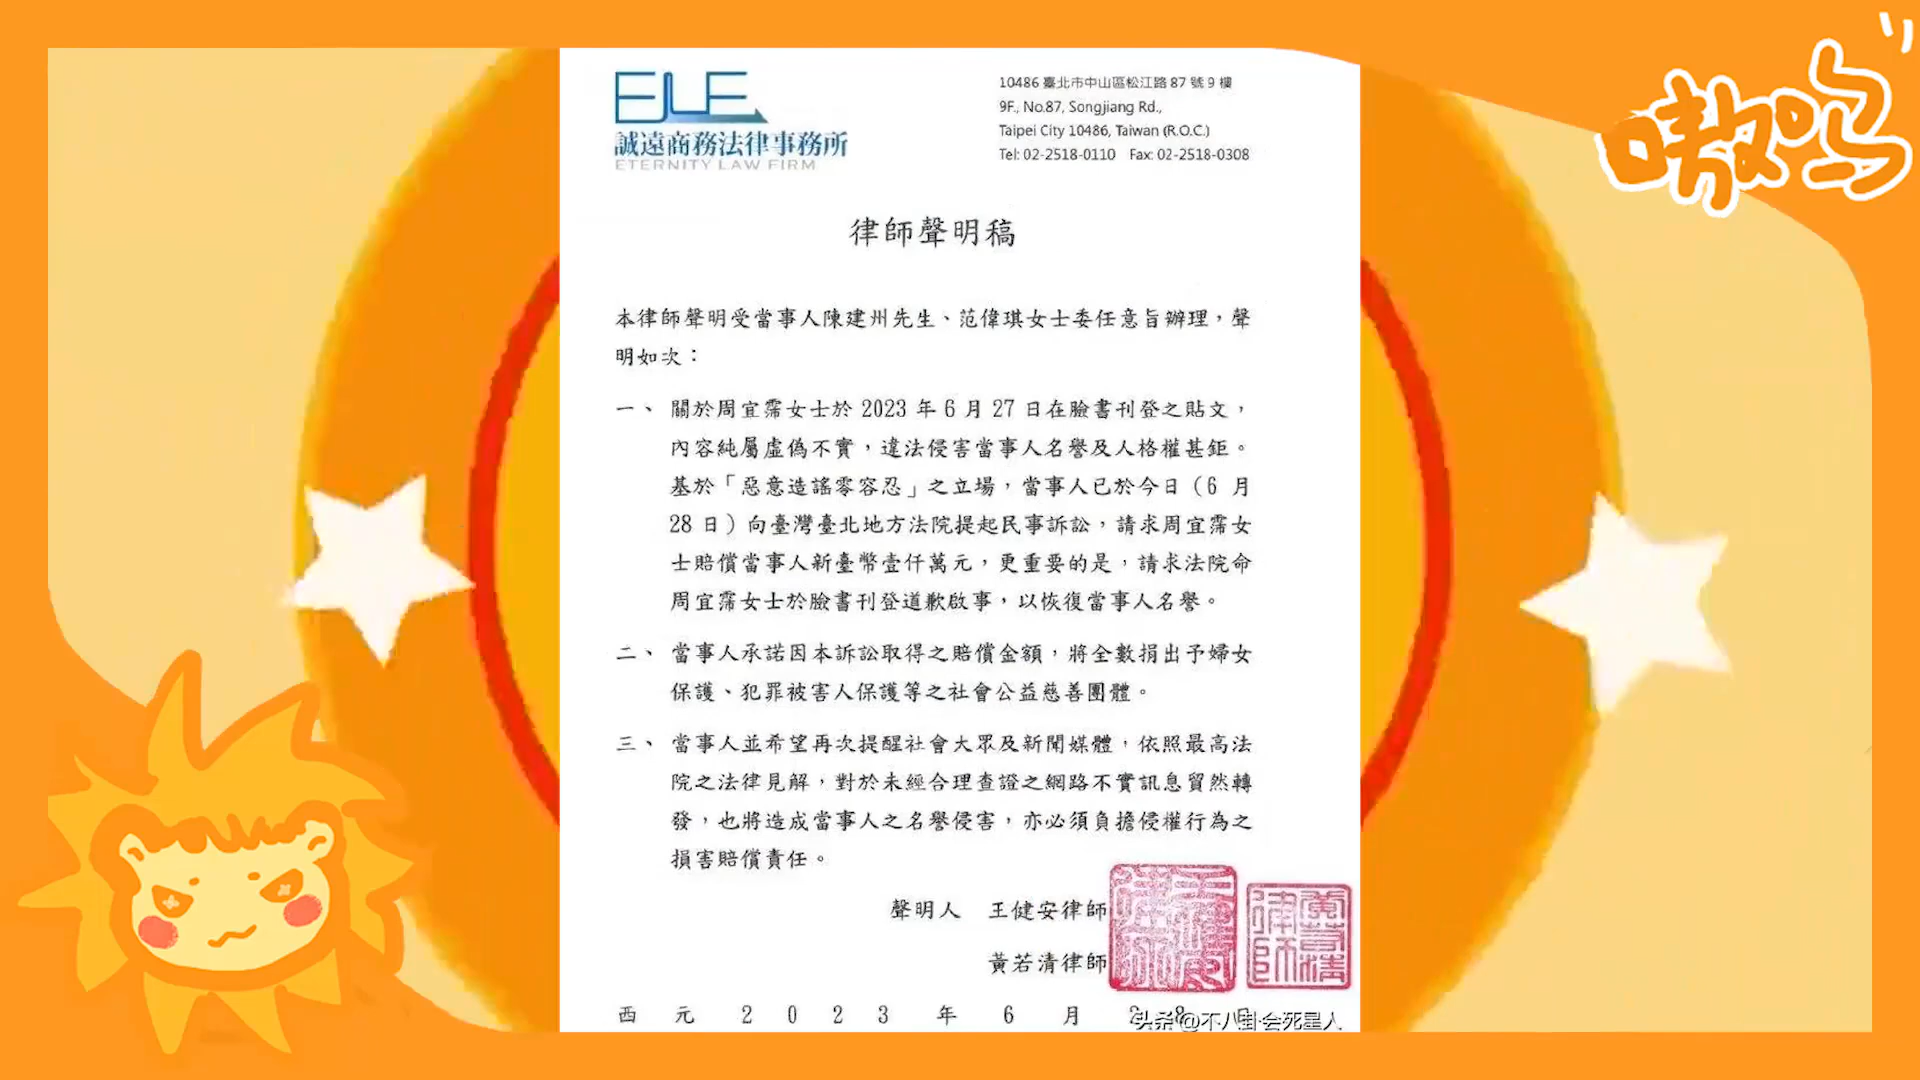 嗷呜
ELE
誠遠商務法律事務所
ETERNITY LAW FIRM
10486 臺北市中山區松江路 87 號 9 樓
9F., No.87, Songjiang Rd.,
Taipei City 10486, Taiwan (R.O.C.)
Tel: 02-2518-0110 Fax: 02-2518-0308
律師聲明稿
本律師聲明受當事人陳建州先生、范偉琪女士委任意旨辦理，聲
明如次：
一、關於周宜霈女士於 2023 年 6 月 27 日在臉書刊登之貼文，
內容純屬虛偽不實，違法侵害當事人名譽及人格權甚鉅。
基於「惡意造謠零容忍」之立場，當事人已於今日（6 月
28 日）向臺灣臺北地方法院提起民事訴訟，請求周宜霈女
士賠償當事人新臺幣壹仟萬元，更重要的是，請求法院命
周宜霈女士於臉書刊登道歉啟事，以恢復當事人名譽。
二、當事人承諾因本訴訟取得之賠償金額，將全數捐出予婦女
保護、犯罪被害人保護等之社會公益慈善團體。
三、當事人並希望再次提醒社會大眾及新聞媒體，依照最高法
院之法律見解，對於未經合理查證之網路不實訊息貿然轉
發，也將造成當事人之名譽侵害，亦必須負擔侵權行為之
損害賠償責任。
聲明人 王健安律師
黃若清律師
西元 2023 年 6 月 28 日
头条 @不八卦会死星人